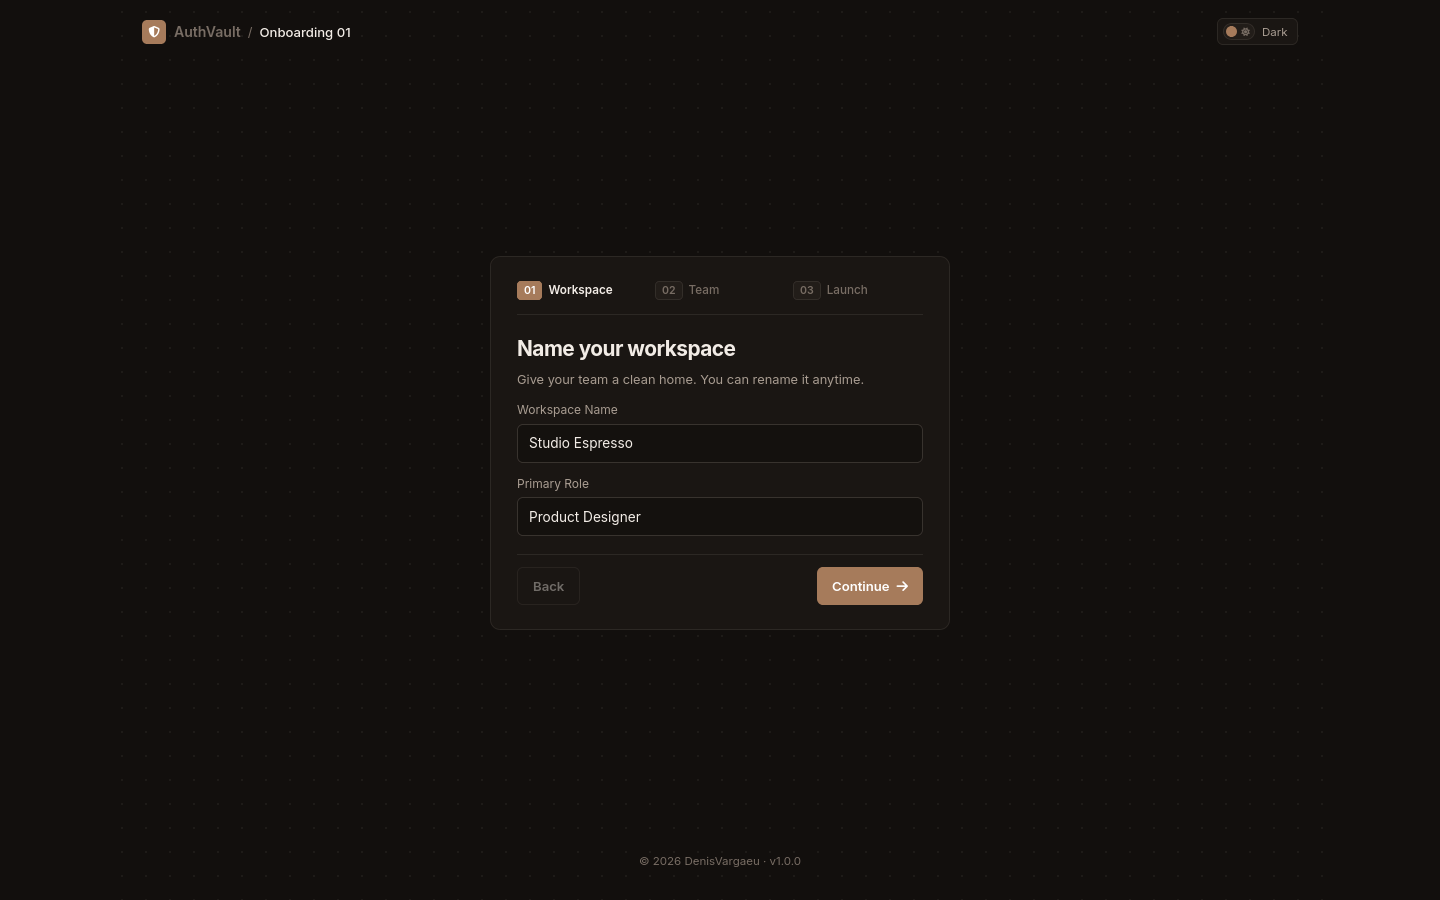 AuthVault / Onboarding 01
Dark
01 Workspace 02 Team 03 Launch
Name your workspace
Give your team a clean home. You can rename it anytime.
Workspace Name
Studio Espresso
Primary Role
Product Designer
Back
Continue →
© 2026 DenisVargaeu · v1.0.0